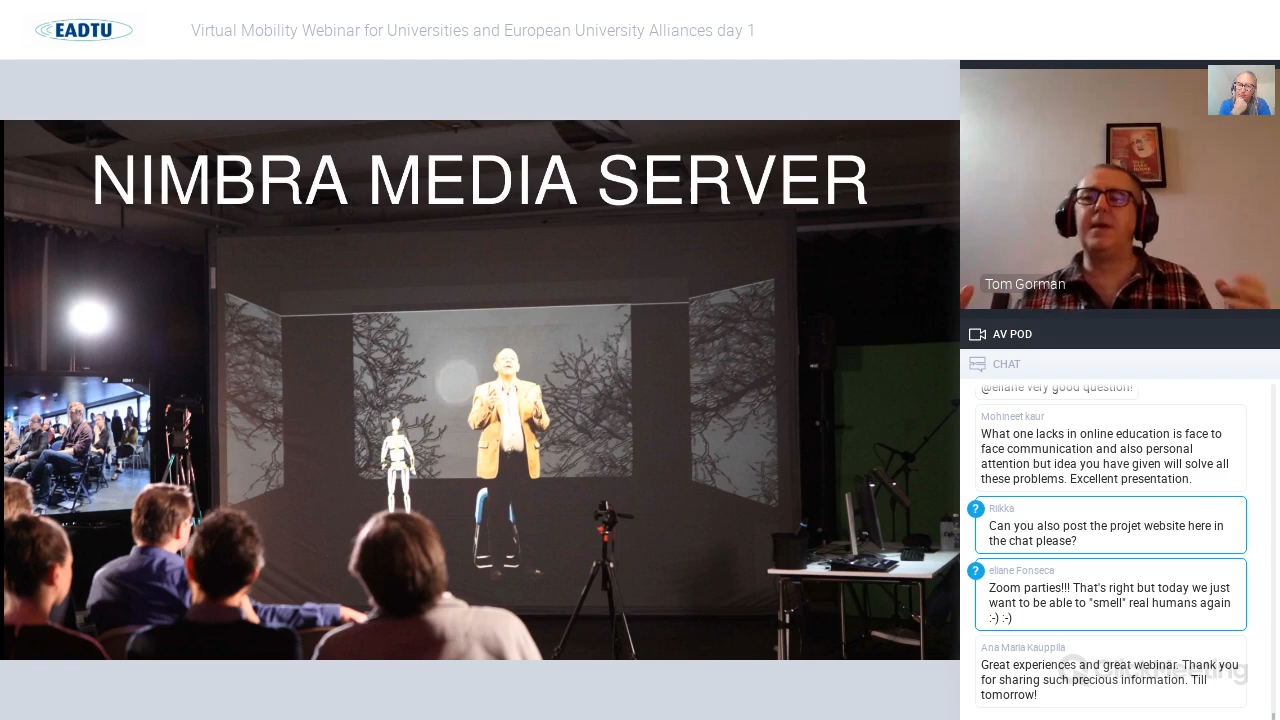 EADTU
Virtual Mobility Webinar for Universities and European University Alliances day 1
NIMBRA MEDIA SERVER
Tom Gorman
AV POD
CHAT
@eliane very good question!
Mohineet kaur
What one lacks in online education is face to
face communication and also personal
attention but idea you have given will solve all
these problems. Excellent presentation.
?
Riikka
Can you also post the projet website here in
the chat please?
?
eliane Fonseca
Zoom parties!!! That's right but today we just
want to be able to "smell" real humans again
:-) :-)
Ana Maria Kauppila
Great experiences and great webinar. Thank you
for sharing such precious information. Till
tomorrow!
ClickMeeting